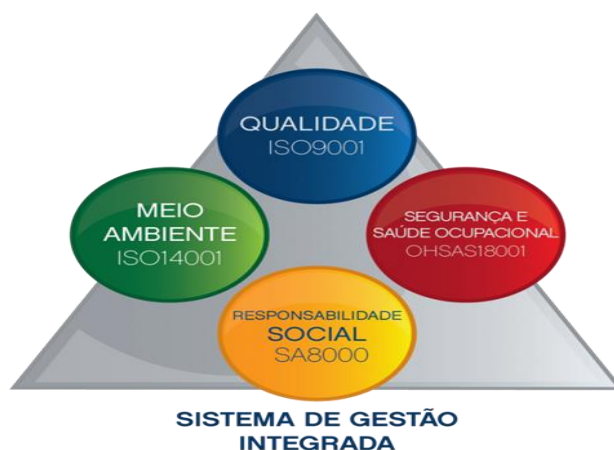 QUALIDADE
ISO9001
MEIO
AMBIENTE
ISO14001
SEGURANÇA E
SAÚDE OCUPACIONAL
OHSAS18001
RESPONSABILIDADE
SOCIAL
SA8000
SISTEMA DE GESTÃO
INTEGRADA